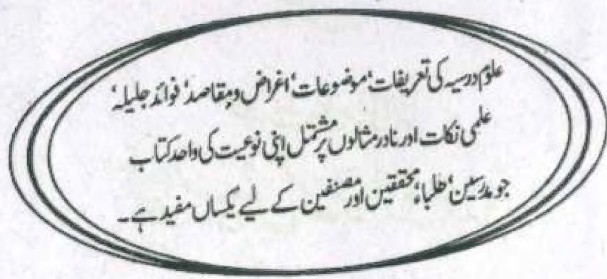 علوم درسیہ کی تعریفات‘ موضوعات‘ اغراض و مقاصد‘ فوائد جلیلہ‘
علمی نکات اور نادر مثالوں پر مشتمل اپنی نوعیت کی واحد کتاب
جو مدرسین‘ طلباء‘ محققین اور مصنفین کے لیے یکساں مفید ہے۔